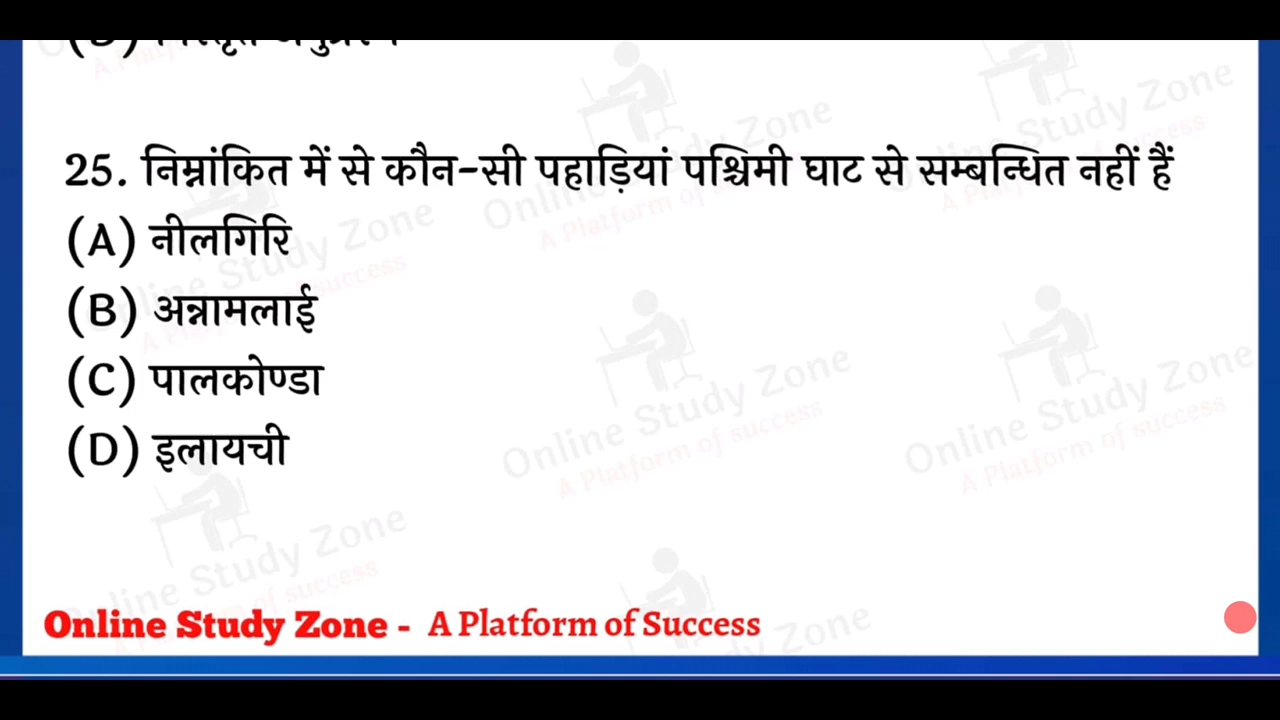 25. निम्नांकित में से कौन-सी पहाड़ियां पश्चिमी घाट से सम्बन्धित नहीं हैं
(A) नीलगिरि
(B) अन्नामलाई
(C) पालकोण्डा
(D) इलायची
Online Study Zone - A Platform of Success